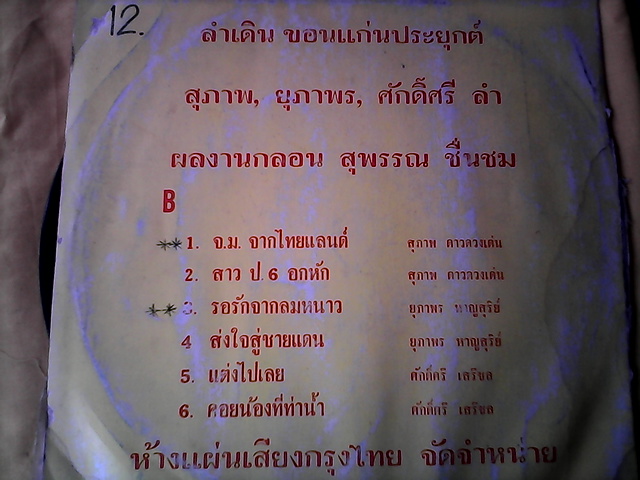 12.
ลำเดิน ขอนแก่นประยุกต์
สุภาพ, ยุภาพร, ศักดิ์ศรี ลำ
ผลงานกลอน สุพรรณ ชื่นชม
B
**1. จ.ม. จากไทยแลนด์ สุภาพ ดาวดวงเด่น
2. สาว ป.6 อกหัก สุภาพ ดาวดวงเด่น
**3. รอรักจากลมหนาว ยุภาพร หาญสุริย์
4 ส่งใจสู่ชายแดน ยุภาพร หาญสุริย์
5. แต่งไปเลย ศักดิ์ศรี
6. คอยน้องที่ท่าน้ำ ศักดิ์ศรี
ห้างแผ่นเสียงกรุงไทย จัดจำหน่าย